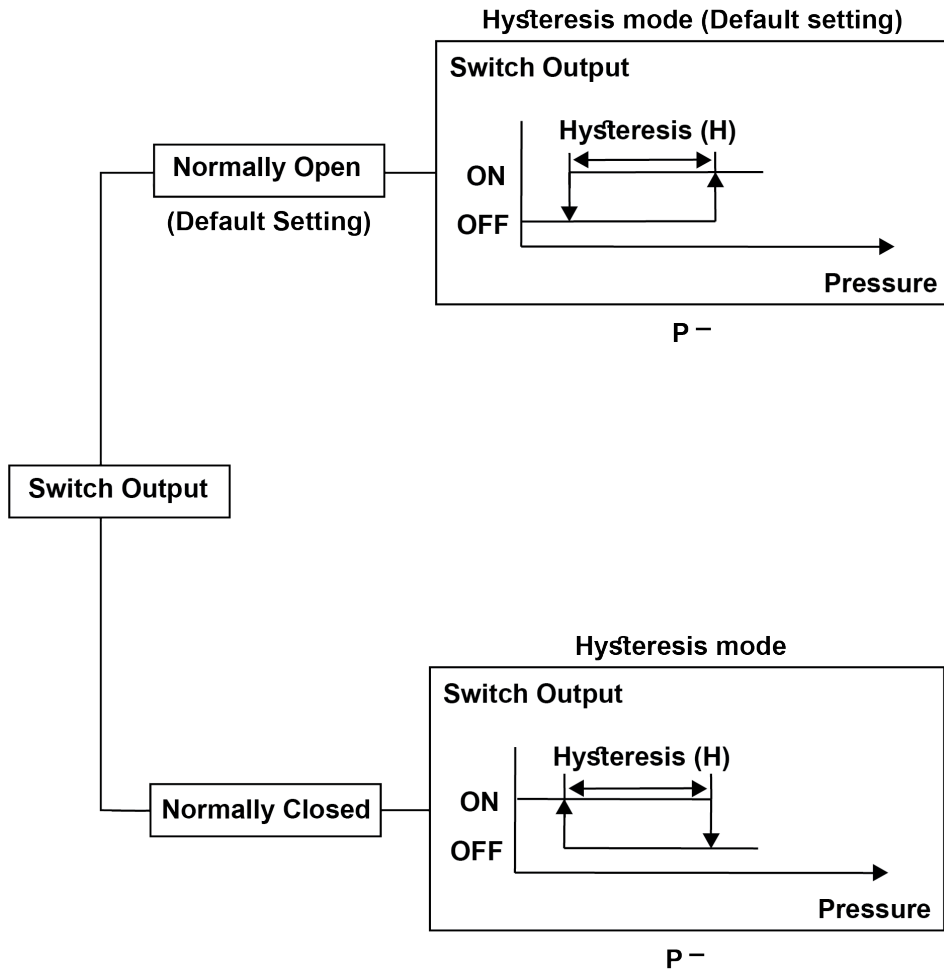 Hysteresis mode (Default setting)
Switch Output
Hysteresis (H)
ON
OFF
Pressure
P –
Normally Open
(Default Setting)
Switch Output
Normally Closed
Hysteresis mode
Switch Output
Hysteresis (H)
ON
OFF
Pressure
P –